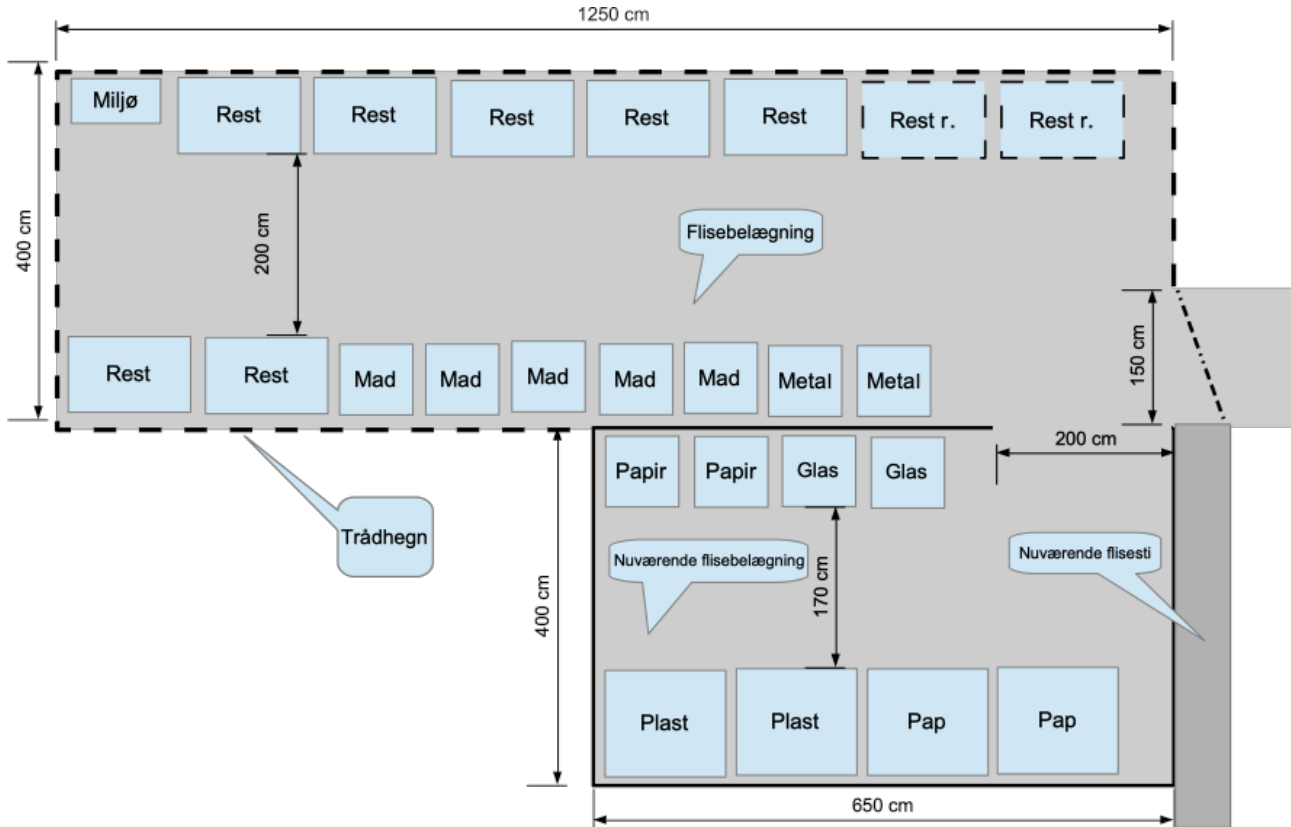 1250 cm
Miljø
Rest
Rest
Rest
Rest
Rest
Rest r.
Rest r.
400 cm
200 cm
Flisebelægning
150 cm
Rest
Rest
Mad
Mad
Mad
Mad
Mad
Metal
Metal
200 cm
Papir
Papir
Glas
Glas
Trådhegn
Nuværende flisebelægning
Nuværende flisesti
400 cm
170 cm
Plast
Plast
Pap
Pap
650 cm